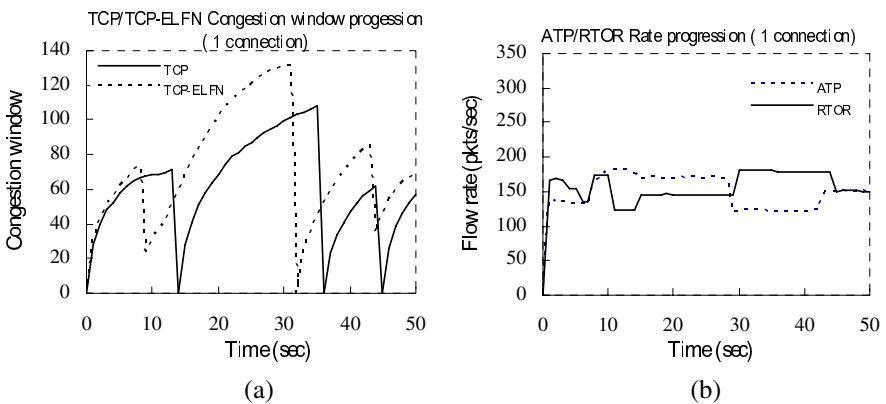 TCP/TCP-ELFN Congestion window progession
( 1 connection)
140
120
100
80
60
40
20
0
Congestion window
TCP
TCP-ELFN
0 10 20 30 40 50
Time (sec)
(a)
ATP/RTOR Rate progression ( 1 connection)
350
300
250
200
150
100
50
0
Flow rate (pkts/sec)
ATP
RTOR
0 10 20 30 40 50
Time (sec)
(b)